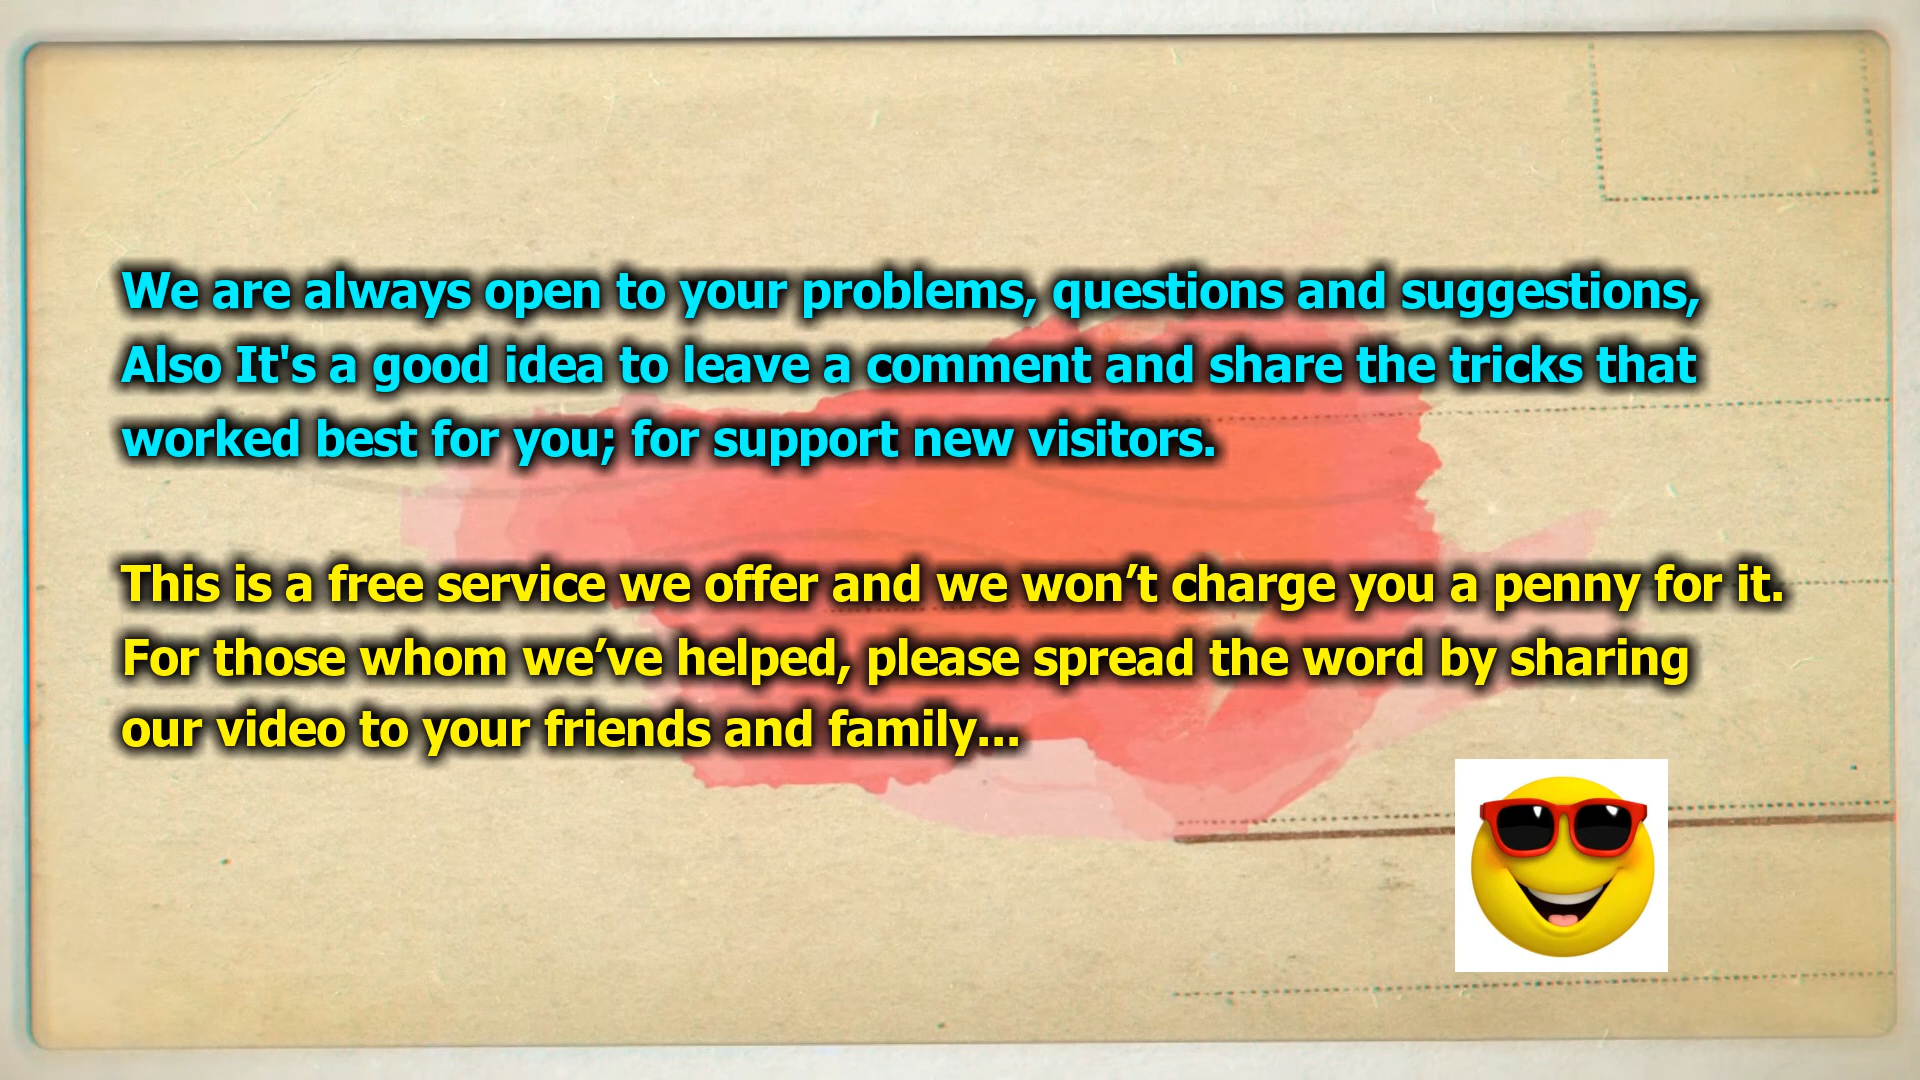 We are always open to your problems, questions and suggestions,
Also It's a good idea to leave a comment and share the tricks that
worked best for you; for support new visitors.
This is a free service we offer and we won’t charge you a penny for it.
For those whom we’ve helped, please spread the word by sharing
our video to your friends and family...